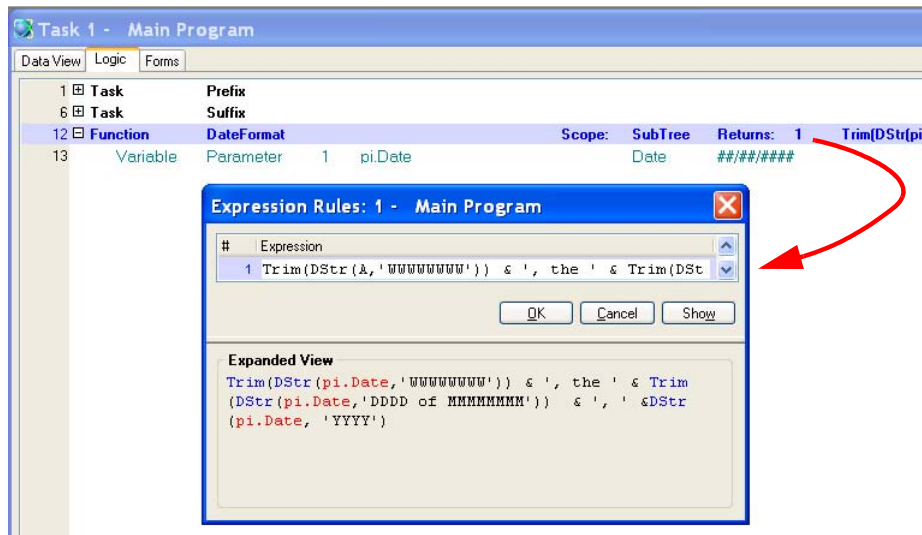 Task 1 - Main Program
Data View Logic Forms
1 Task Prefix
6 Task Suffix
12 Function DateFormat Scope: SubTree Returns: 1 Trim(DStr(pi
13 Variable Parameter 1 pi.Date Date ##/##/####
Expression Rules: 1 - Main Program
# Expression
1 Trim(DStr(A,'WWWWWWWW')) & ', the ' & Trim(DSt
OK Cancel Show
Expanded View
Trim(DStr(pi.Date,'WWWWWWWW')) & ', the ' & Trim
(DStr(pi.Date,'DDDD of MMMMMMMM')) & ', ' &DStr
(pi.Date, 'YYYY')